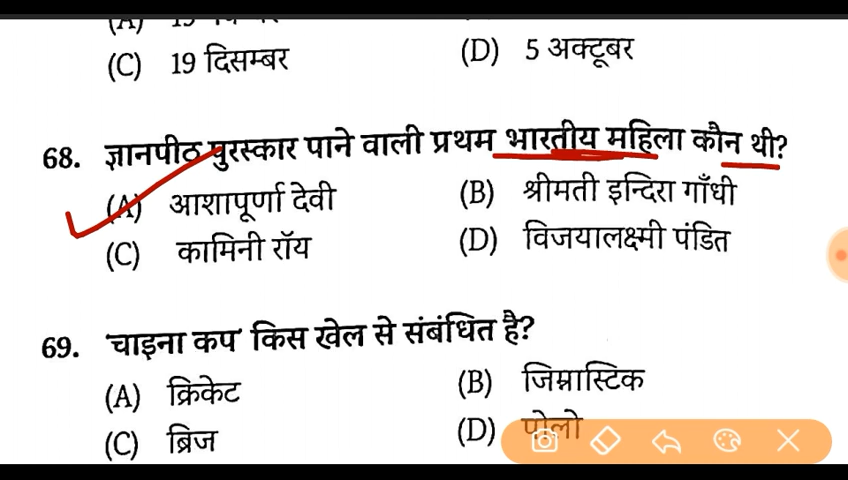 (C) 19 दिसम्बर (D) 5 अक्टूबर
68. ज्ञानपीठ पुरस्कार पाने वाली प्रथम भारतीय महिला कौन थी?
(A) आशापूर्णा देवी (B) श्रीमती इन्दिरा गाँधी
(C) कामिनी रॉय (D) विजयालक्ष्मी पंडित
69. 'चाइना कप' किस खेल से संबंधित है?
(A) क्रिकेट (B) जिम्नास्टिक
(C) ब्रिज (D) पोलो